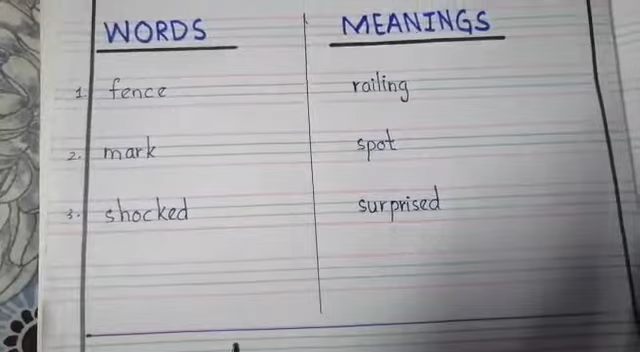 WORDS MEANINGS
1. fence railing
2. mark spot
3. shocked surprised